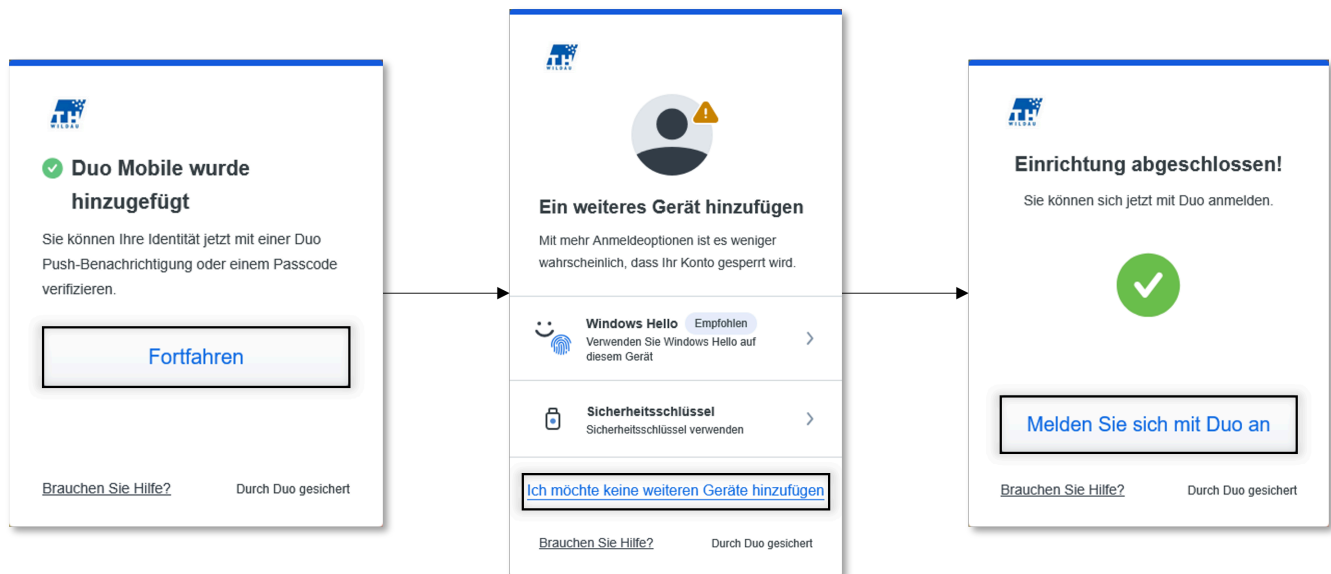 TH
WILDAU
Duo Mobile wurde
hinzugefügt
Sie können Ihre Identität jetzt mit einer Duo
Push-Benachrichtigung oder einem Passcode
verifizieren.
Fortfahren
Brauchen Sie Hilfe? Durch Duo gesichert
TH
WILDAU
Ein weiteres Gerät hinzufügen
Mit mehr Anmeldeoptionen ist es weniger
wahrscheinlich, dass Ihr Konto gesperrt wird.
Windows Hello Empfohlen
Verwenden Sie Windows Hello auf
diesem Gerät
Sicherheitsschlüssel
Sicherheitsschlüssel verwenden
Ich möchte keine weiteren Geräte hinzufügen
Brauchen Sie Hilfe? Durch Duo gesichert
TH
WILDAU
Einrichtung abgeschlossen!
Sie können sich jetzt mit Duo anmelden.
Melden Sie sich mit Duo an
Brauchen Sie Hilfe? Durch Duo gesichert